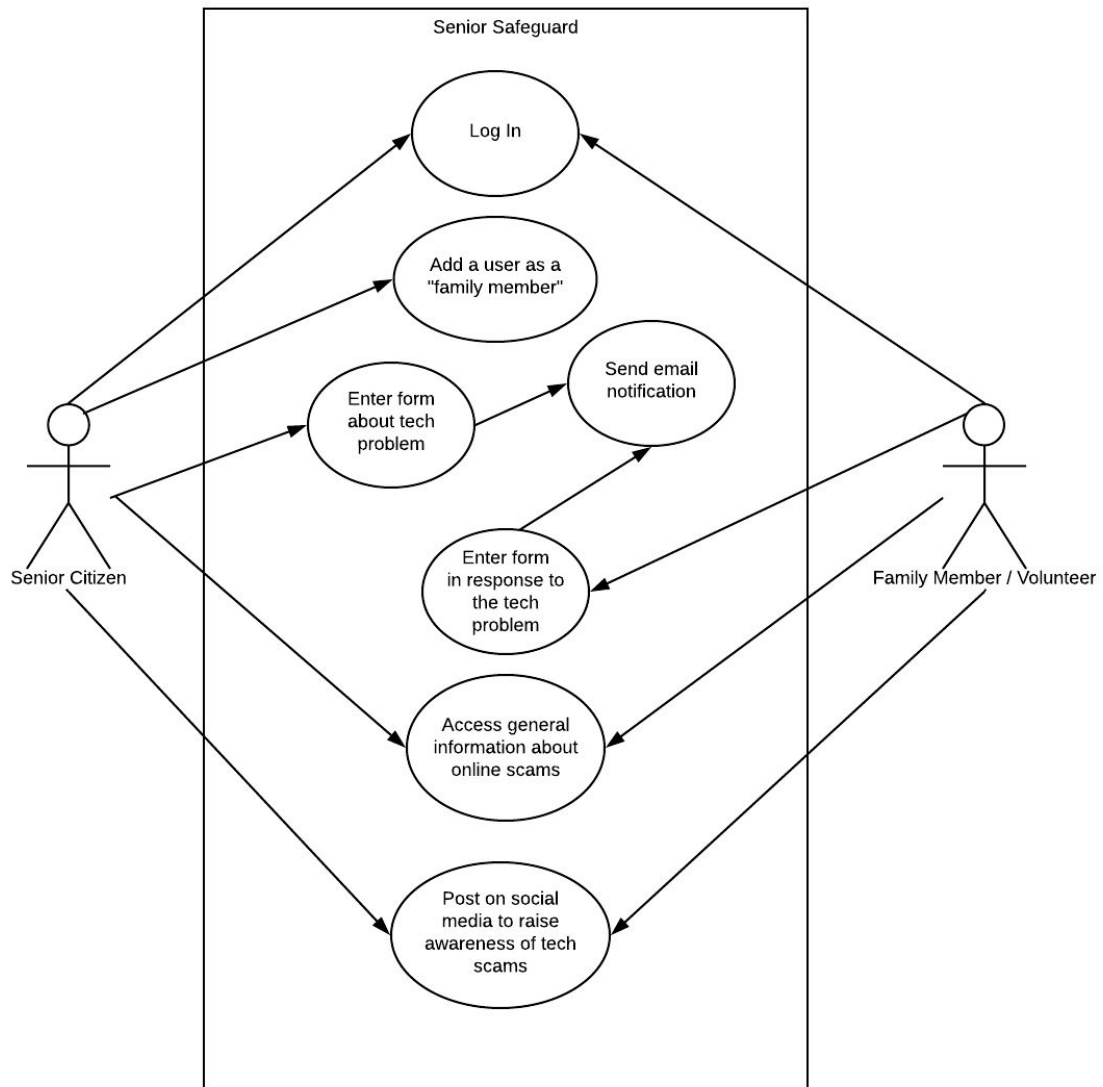 Senior Safeguard
Log In
Add a user as a
"family member"
Send email
notification
Enter form
about tech
problem
Enter form
in response to
the tech
problem
Senior Citizen
Family Member / Volunteer
Access general
information about
online scams
Post on social
media to raise
awareness of tech
scams